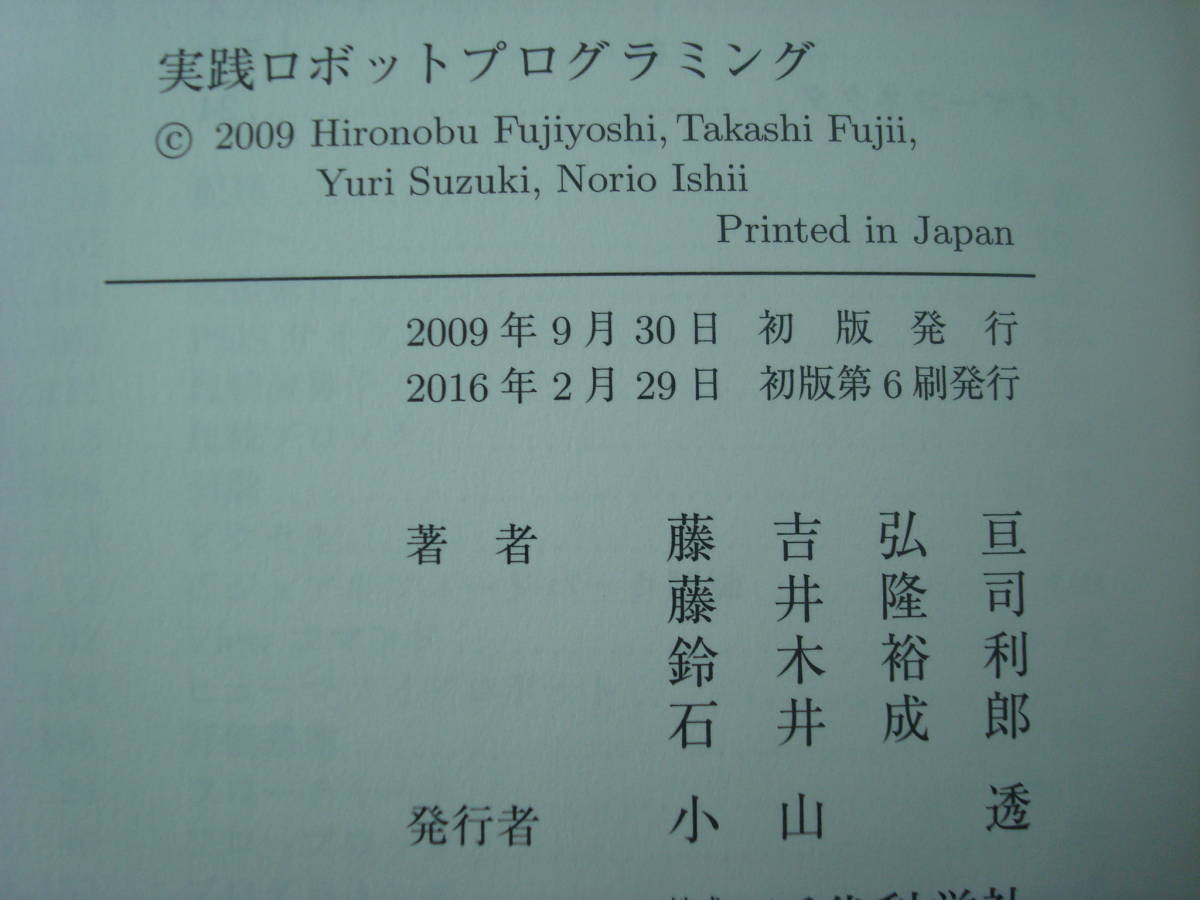 実践ロボットプログラミング
© 2009 Hironobu Fujiyoshi, Takashi Fujii,
Yuri Suzuki, Norio Ishii
Printed in Japan
2009 年 9 月 30 日 初版発行
2016 年 2 月 29 日 初版第 6 刷発行
著者 藤吉弘亘
藤井隆司
鈴木裕利
石井成郎
発行者 小山 透